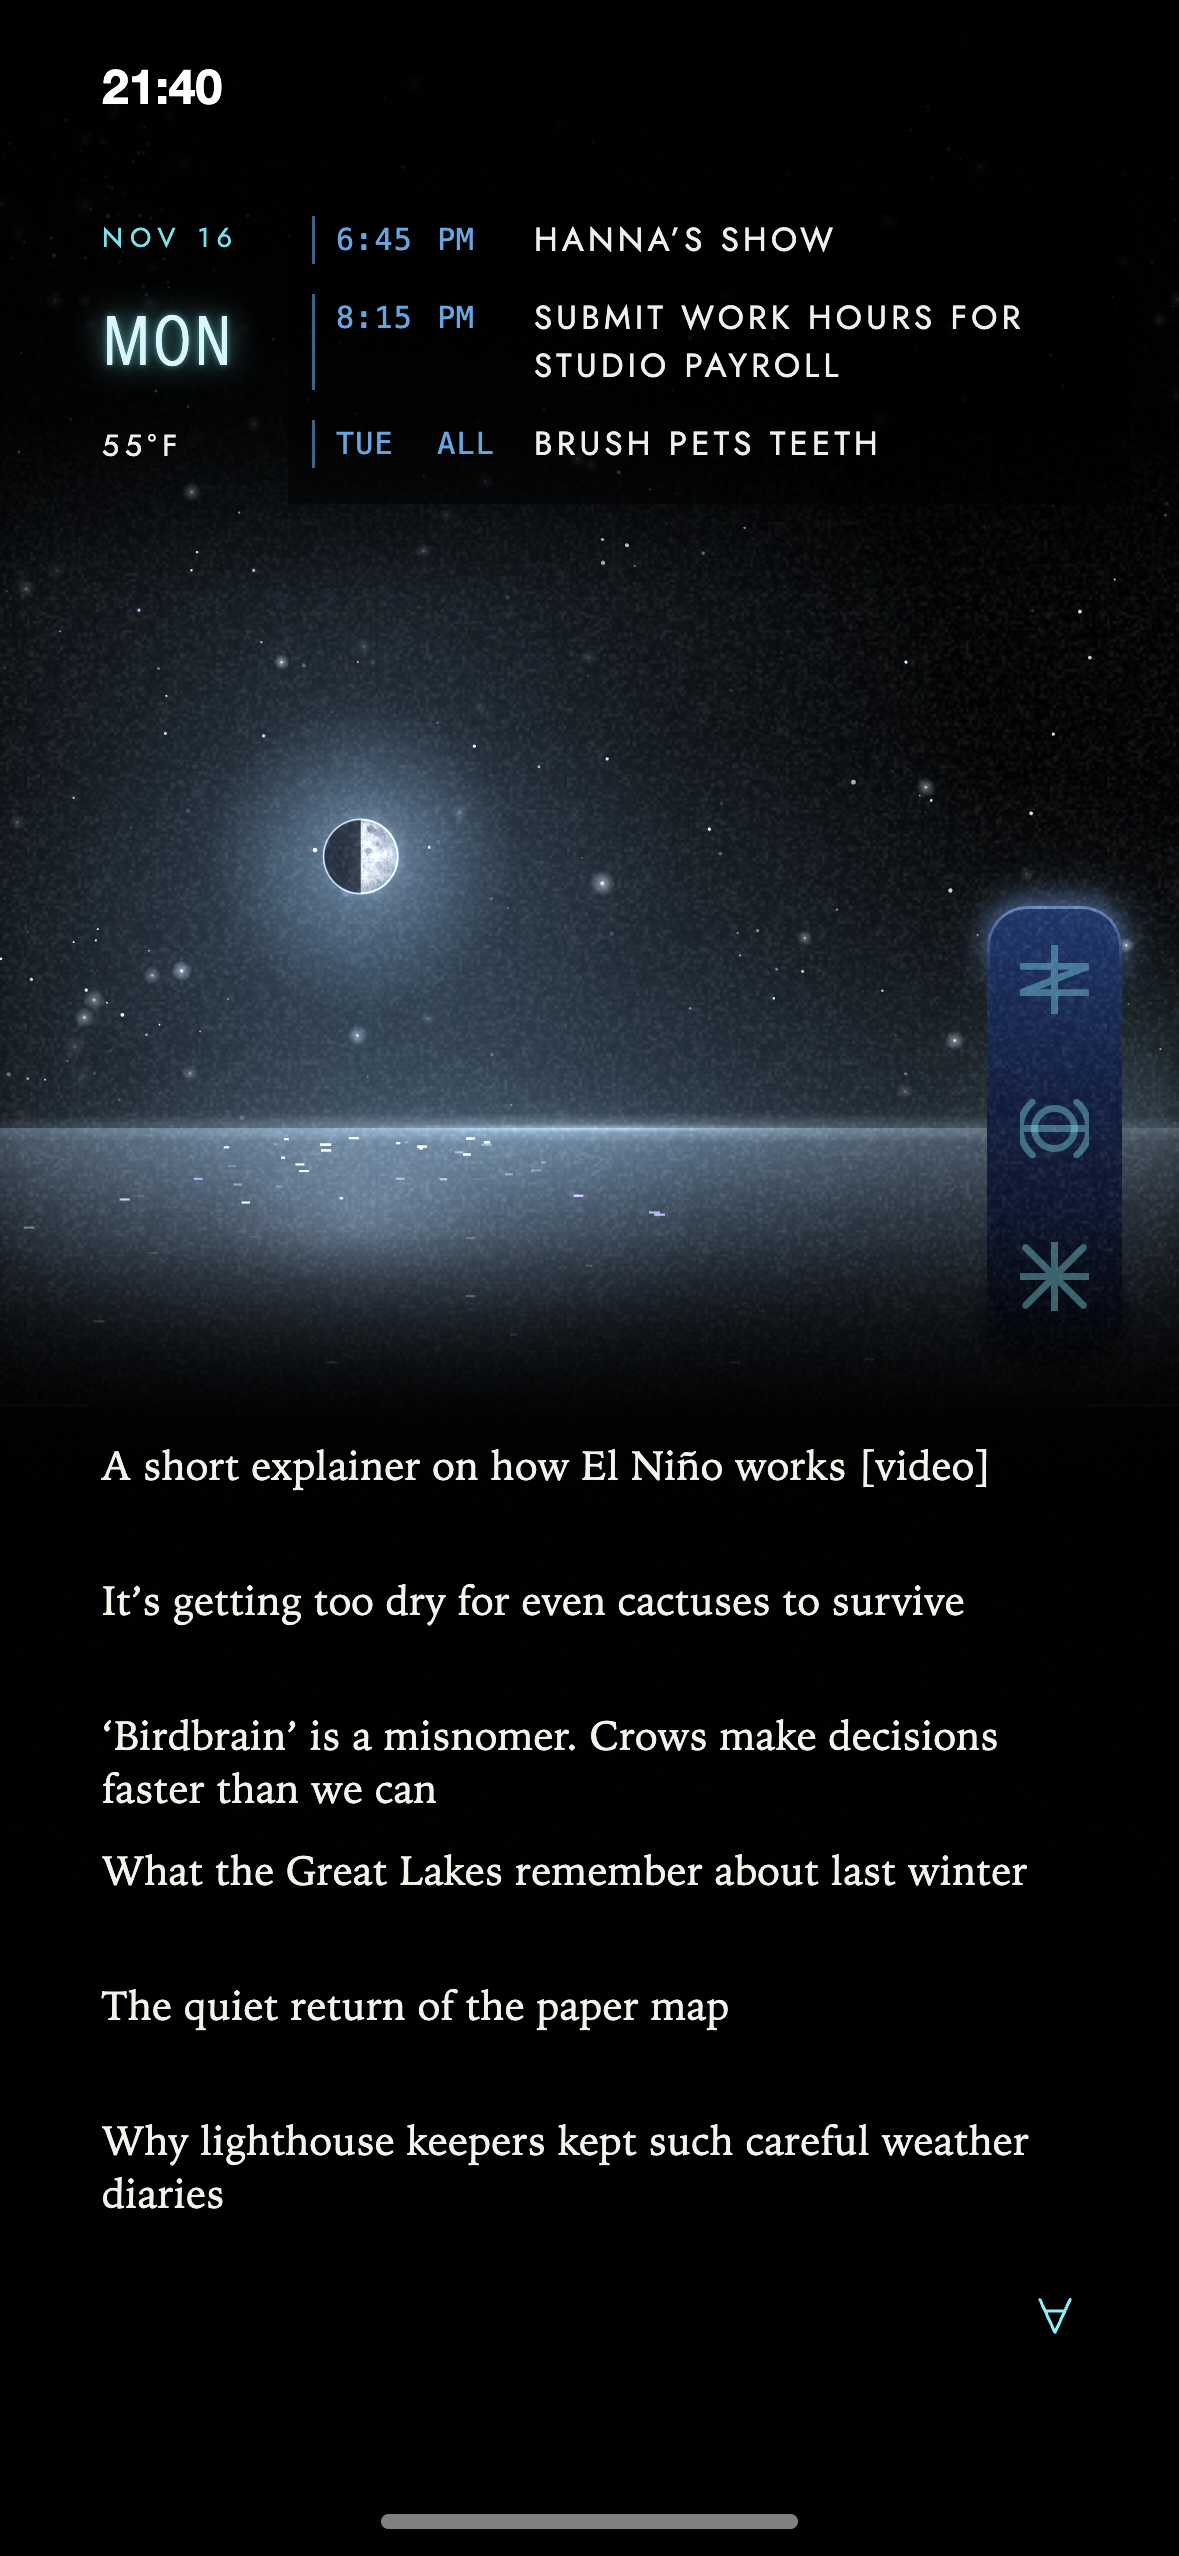 21:40
NOV 16
MON
55°F
6:45 PM HANNA’S SHOW
8:15 PM SUBMIT WORK HOURS FOR
STUDIO PAYROLL
TUE ALL BRUSH PETS TEETH
A short explainer on how El Niño works [video]
It’s getting too dry for even cactuses to survive
‘Birdbrain’ is a misnomer. Crows make decisions
faster than we can
What the Great Lakes remember about last winter
The quiet return of the paper map
Why lighthouse keepers kept such careful weather
diaries